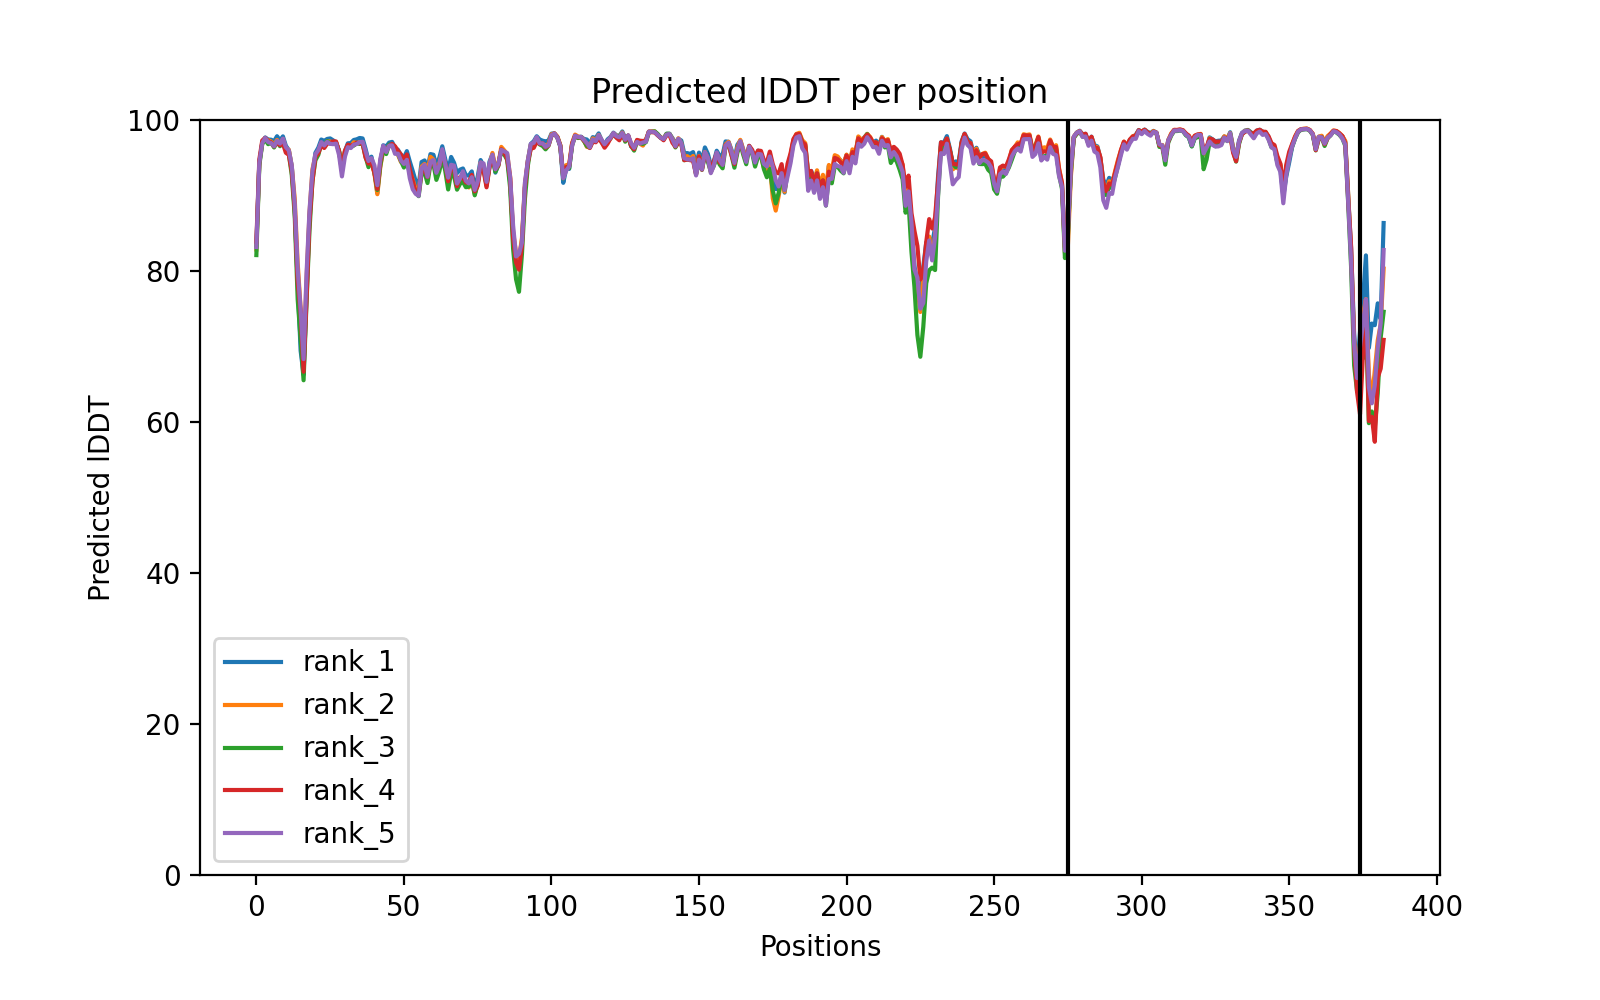 Predicted lDDT per position
100
80
60
40
20
0
Predicted lDDT
rank_1
rank_2
rank_3
rank_4
rank_5
0 50 100 150 200 250 300 350 400
Positions